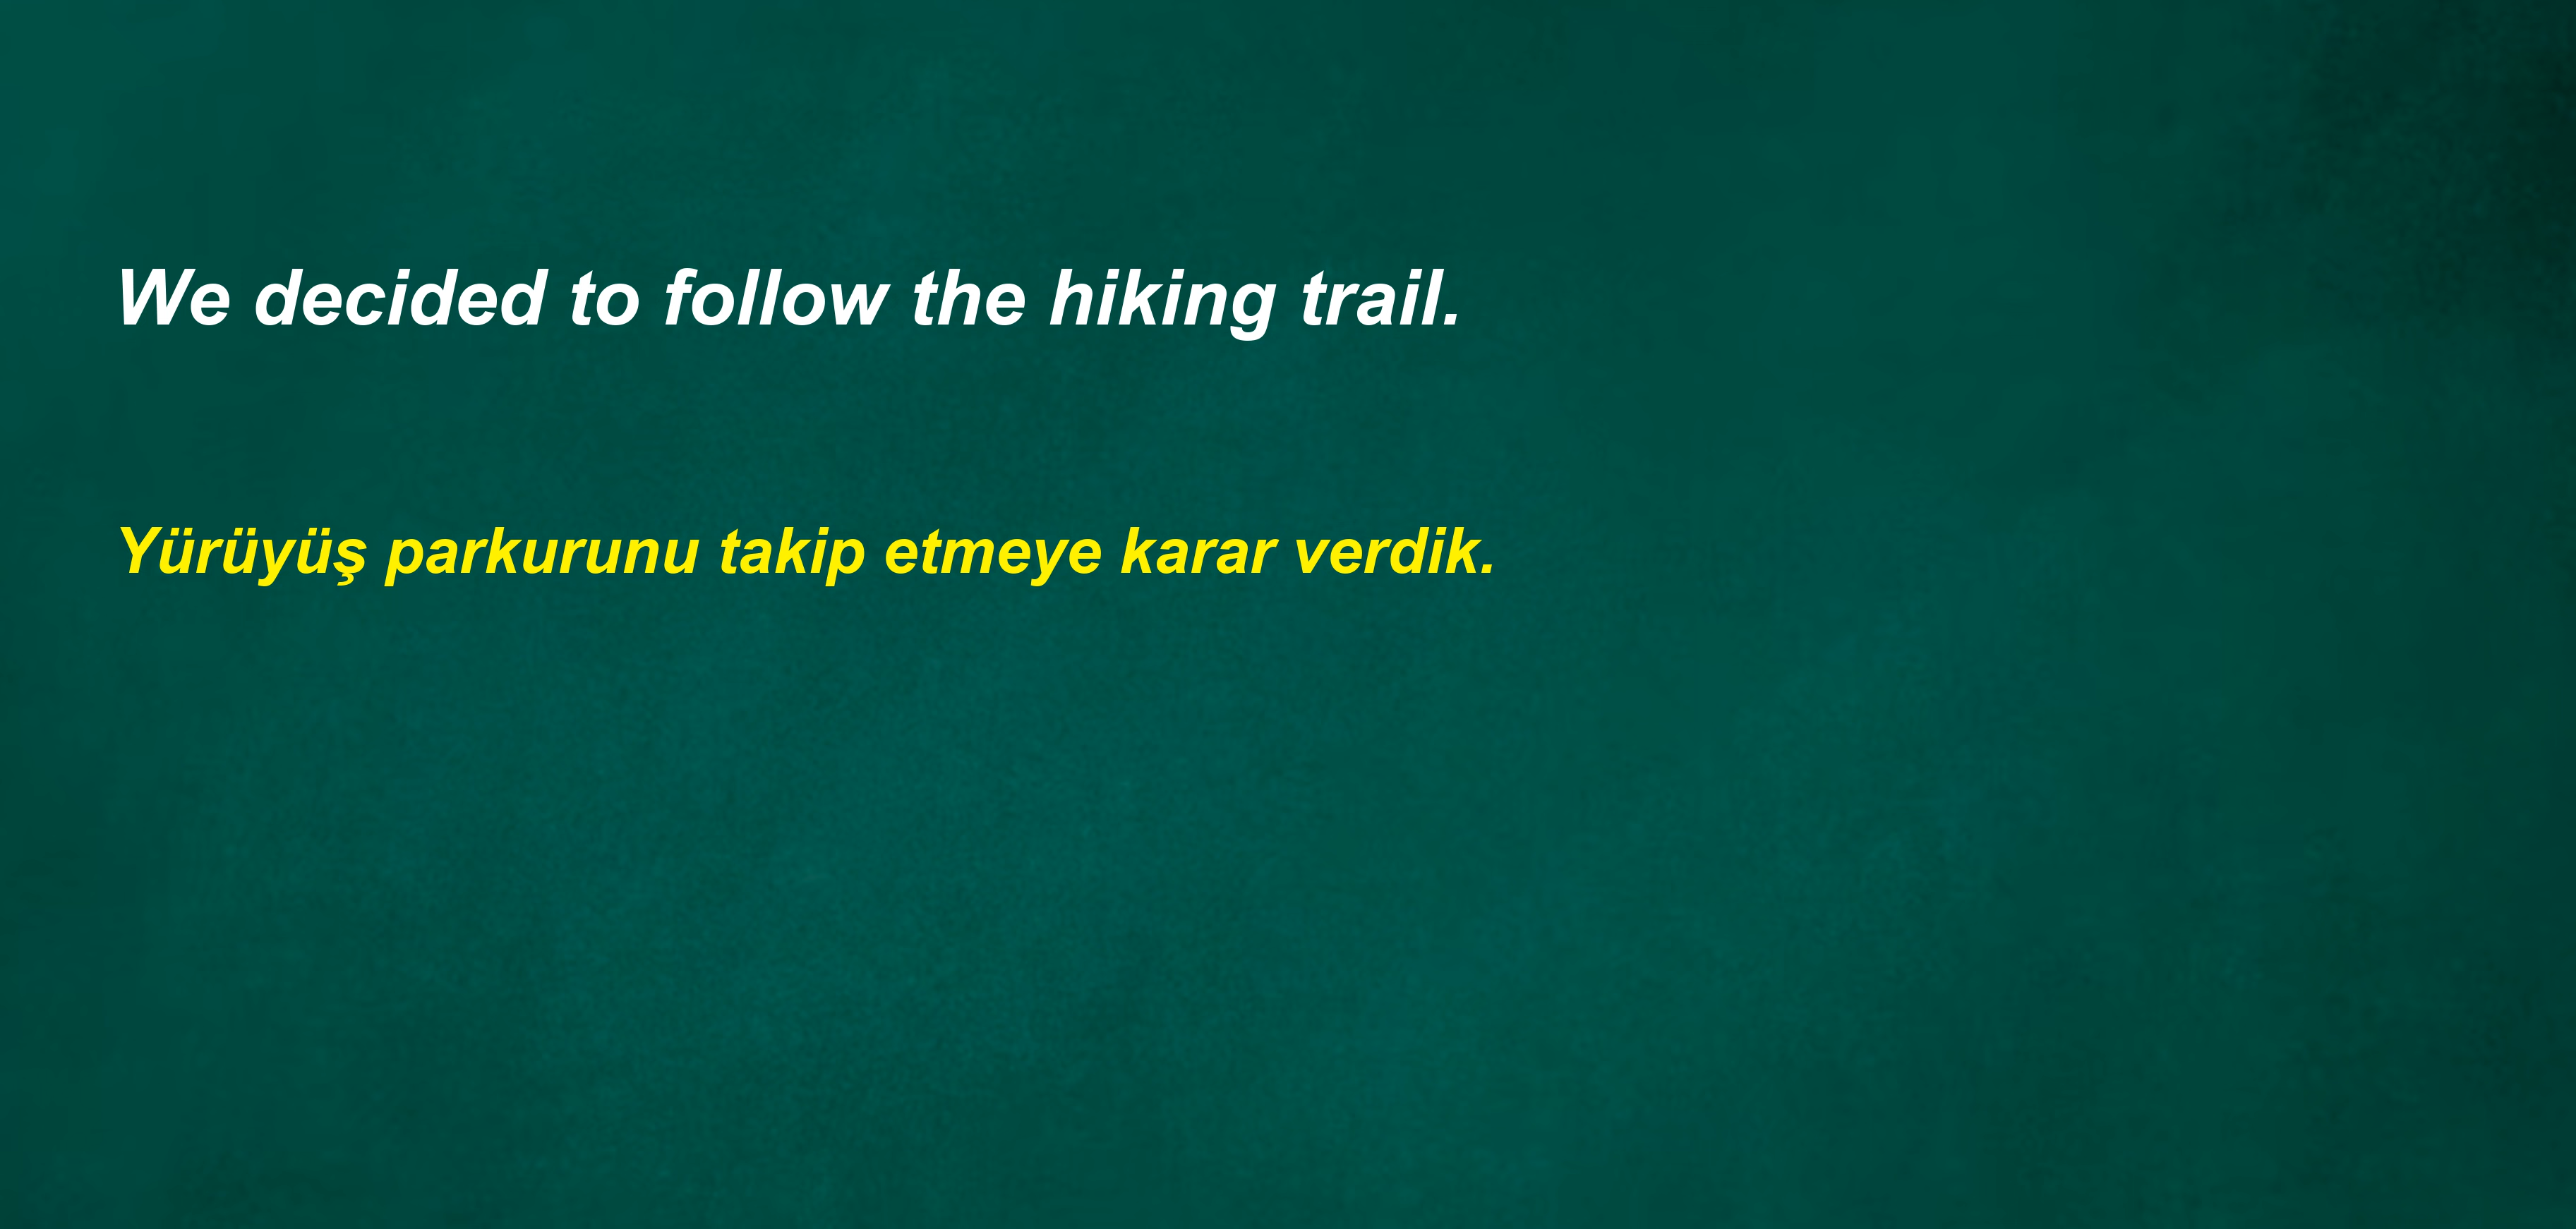 We decided to follow the hiking trail.
Yürüyüş parkurunu takip etmeye karar verdik.